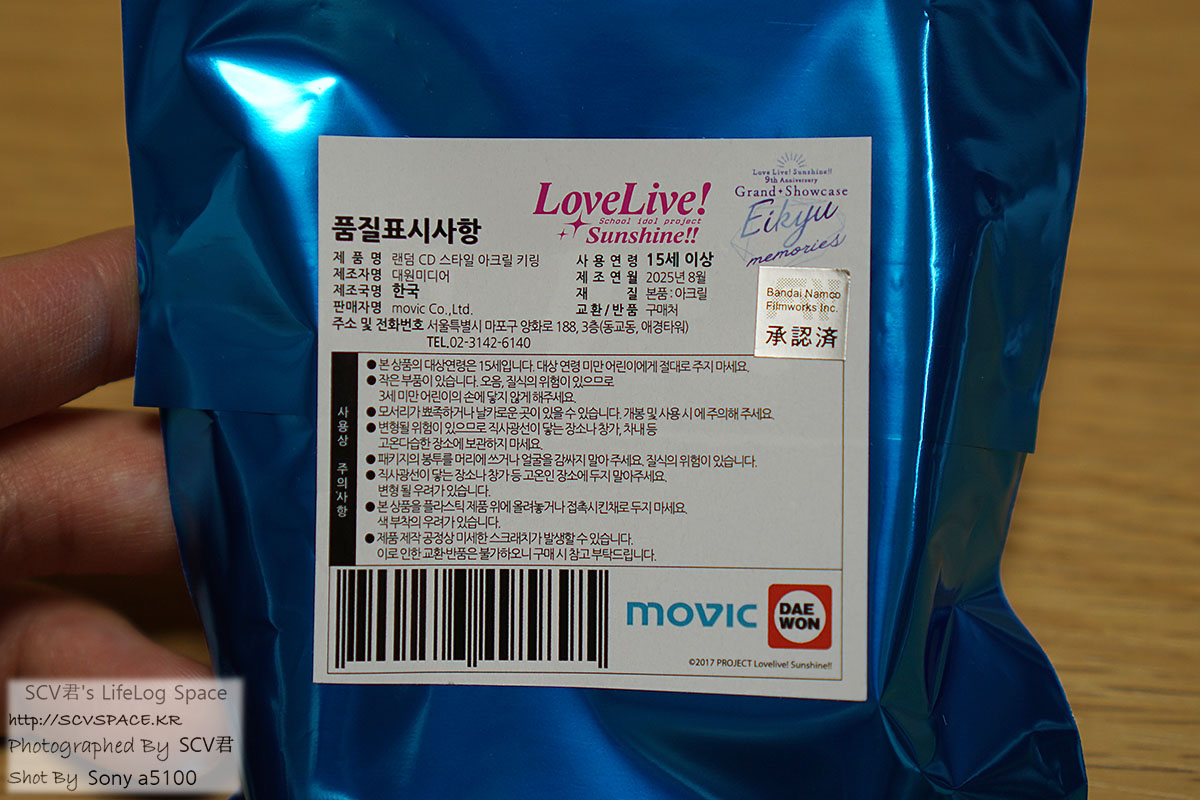 Love Live! Sunshine!!
9th Anniversary
Grand Showcase
Eikyu
memories
LoveLive!
School idol project
Sunshine!!
품질표시사항
제 품 명 랜덤 CD 스타일 아크릴 키링
제조자명 대원미디어
제조국명 한국
판매자명 movic Co.,Ltd.
사 용 연 령 15세 이상
제 조 연 월 2025년 8월
재 질 본품 : 아크릴
교환/반품 구매처
주소 및 전화번호 서울특별시 마포구 양화로 188, 3층(동교동, 애경타워)
TEL.02-3142-6140
Bandai Namco
Filmworks Inc.
承認済
사용상 주의사항
● 본 상품의 대상연령은 15세입니다. 대상 연령 미만 어린이에게 절대로 주지 마세요.
● 작은 부품이 있습니다. 오음, 질식의 위험이 있으므로
3세 미만 어린이의 손에 닿지 않게 해주세요.
● 모서리가 뾰족하거나 날카로운 곳이 있을 수 있습니다. 개봉 및 사용 시 에 주의해 주세요.
● 변형될 위험이 있으므로 직사광선이 닿는 장소나 창가, 차내 등
고온다습한 장소에 보관하지 마세요.
● 패키지의 봉투를 머리에 쓰거나 얼굴을 감싸지 말아 주세요. 질식의 위험이 있습니다.
● 직사광선이 닿는 장소나 창가 등 고온인 장소에 두지 말아주세요.
변형 될 우려가 있습니다.
● 본 상품을 플라스틱 제품 위에 올려놓거나 접촉시킨채로 두지 마세요.
색 부착의 우려가 있습니다.
● 제품 제작 공정상 미세한 스크래치가 발생할 수 있습니다.
이로 인한 교환·반품은 불가하오니 구매 시 참고 부탁드립니다.
movic
DAE
WON
©2017 PROJECT Lovelive! Sunshine!!
SCV君's LifeLog Space
http://SCVSPACE.KR
Photographed By SCV君
Shot By Sony a5100